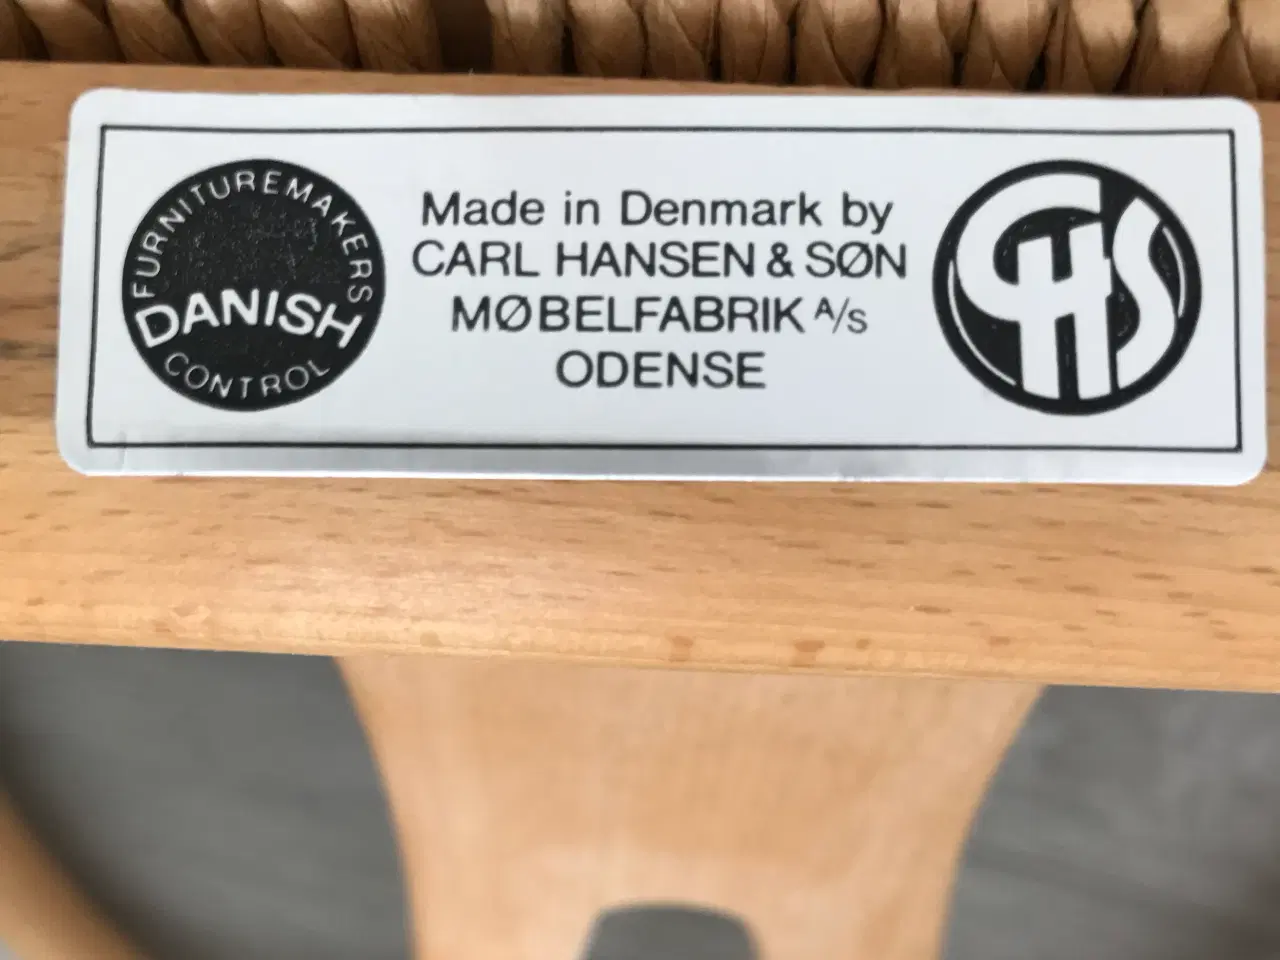 FURNITUREMAKERS
DANISH
CONTROL
Made in Denmark by
CARL HANSEN & SØN
MØBELFABRIK A/s
ODENSE
CHS